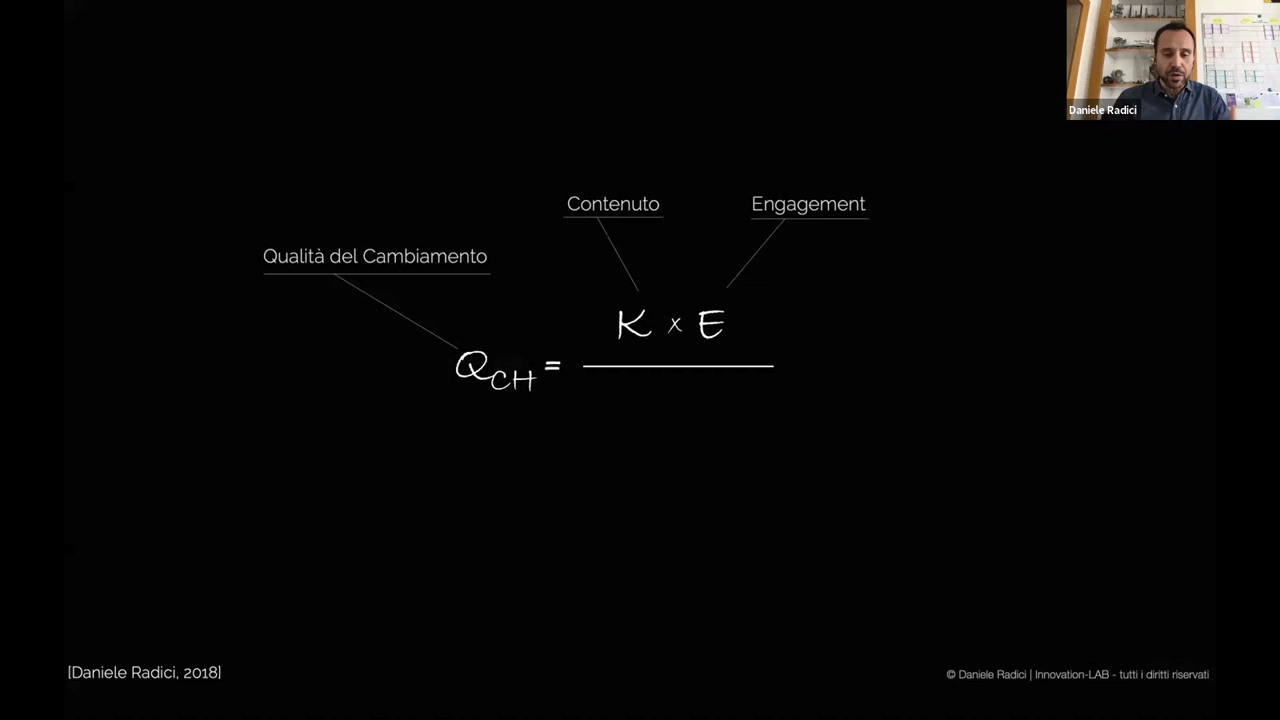 Daniele Radici
Contenuto
Engagement
Qualità del Cambiamento
K x E
QCH =
[Daniele Radici, 2018]
© Daniele Radici | Innovation-LAB - tutti i diritti riservati